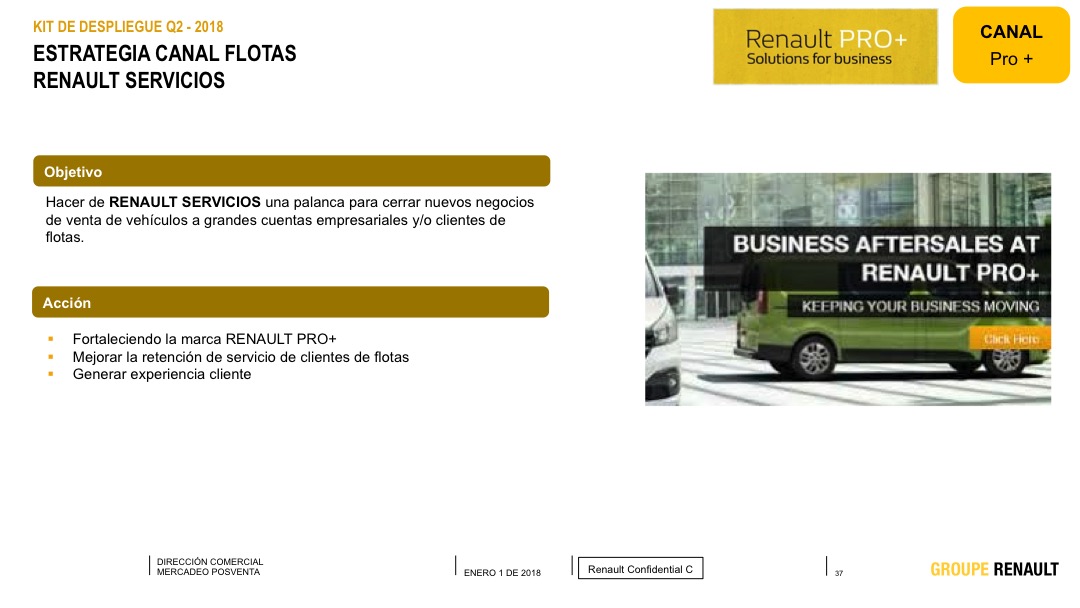 KIT DE DESPLIEGUE Q2 - 2018
ESTRATEGIA CANAL FLOTAS
RENAULT SERVICIOS
Renault PRO+
Solutions for business
CANAL
Pro +
Objetivo
Hacer de RENAULT SERVICIOS una palanca para cerrar nuevos negocios
de venta de vehículos a grandes cuentas empresariales y/o clientes de
flotas.
Acción
▪ Fortaleciendo la marca RENAULT PRO+
▪ Mejorar la retención de servicio de clientes de flotas
▪ Generar experiencia cliente
BUSINESS AFTERSALES AT
RENAULT PRO+
KEEPING YOUR BUSINESS MOVING
Click Here
DIRECCIÓN COMERCIAL
MERCADEO POSVENTA
ENERO 1 DE 2018
Renault Confidential C
37
GROUPE RENAULT